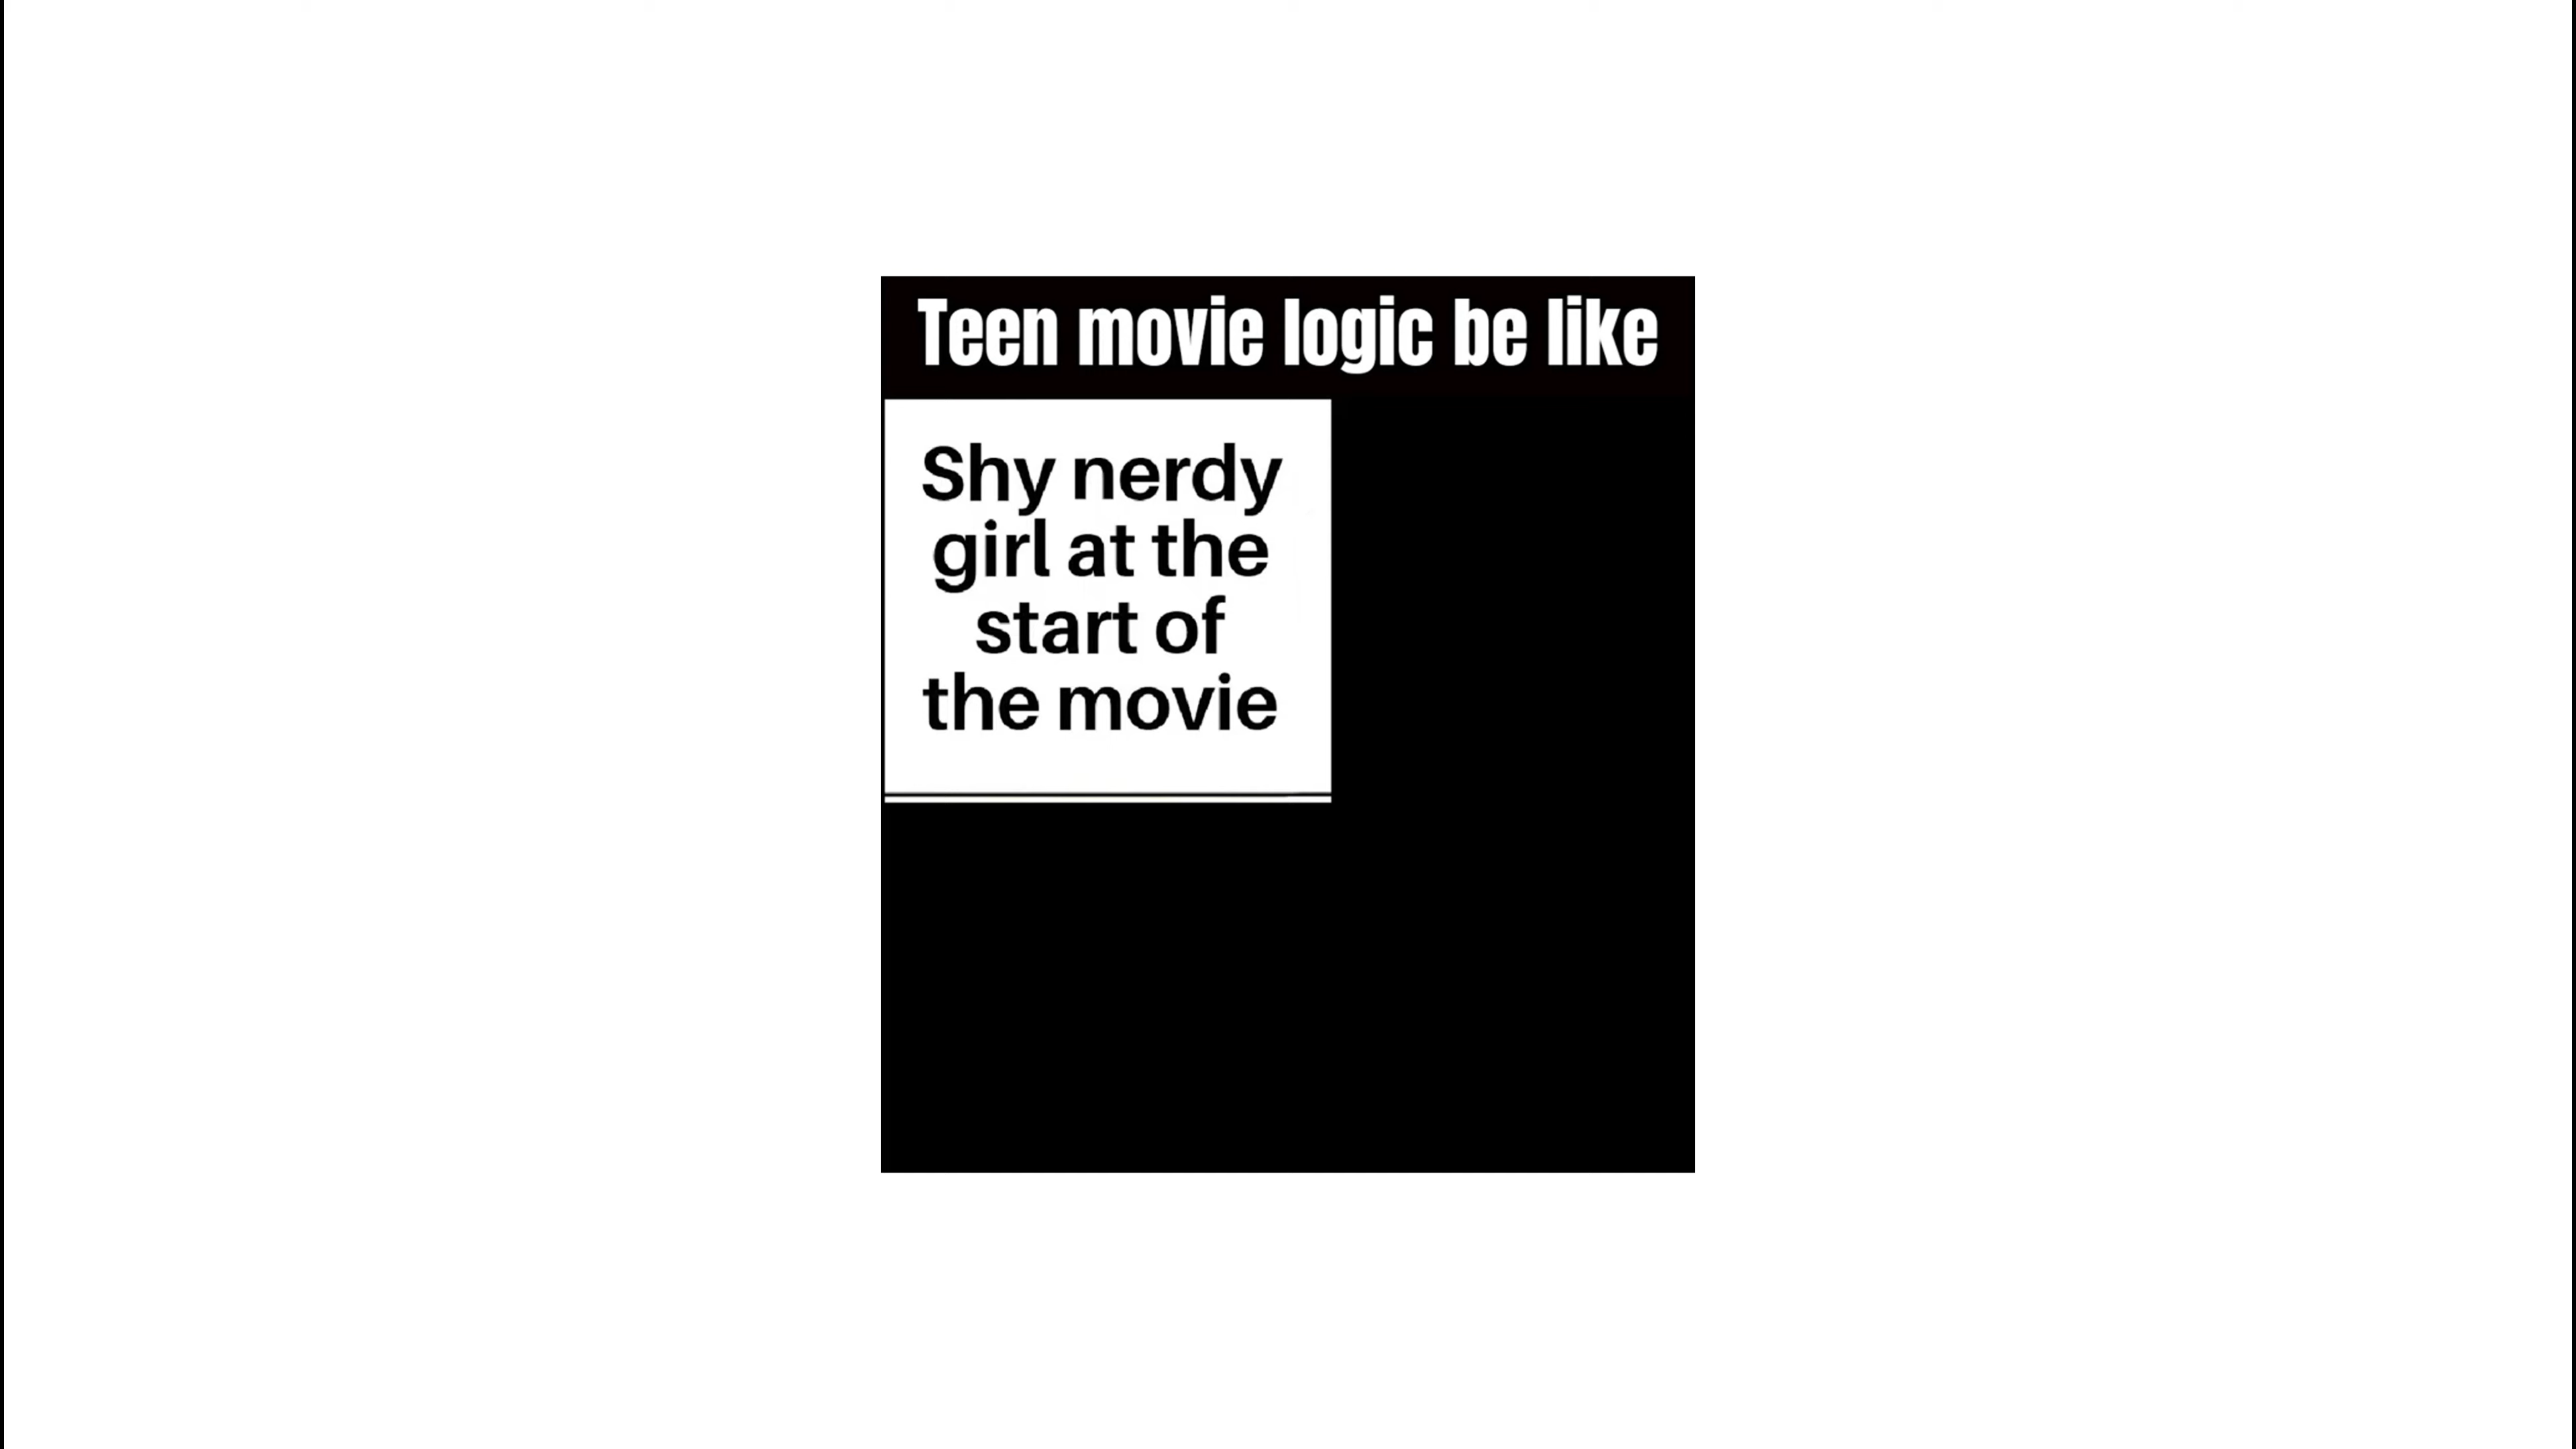 Teen movie logic be like
Shy nerdy
girl at the
start of
the movie